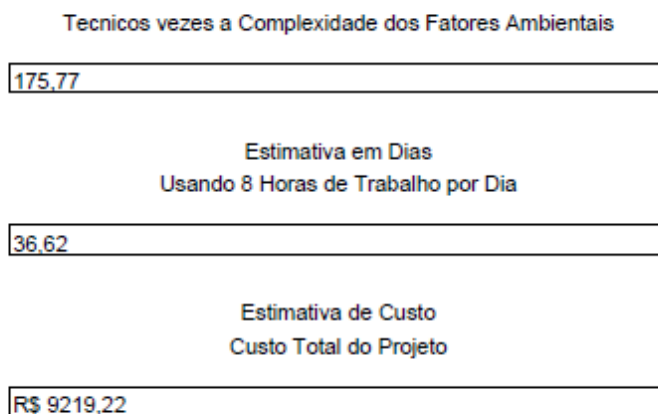 Tecnicos vezes a Complexidade dos Fatores Ambientais
175,77
Estimativa em Dias
Usando 8 Horas de Trabalho por Dia
36,62
Estimativa de Custo
Custo Total do Projeto
R$ 9219,22